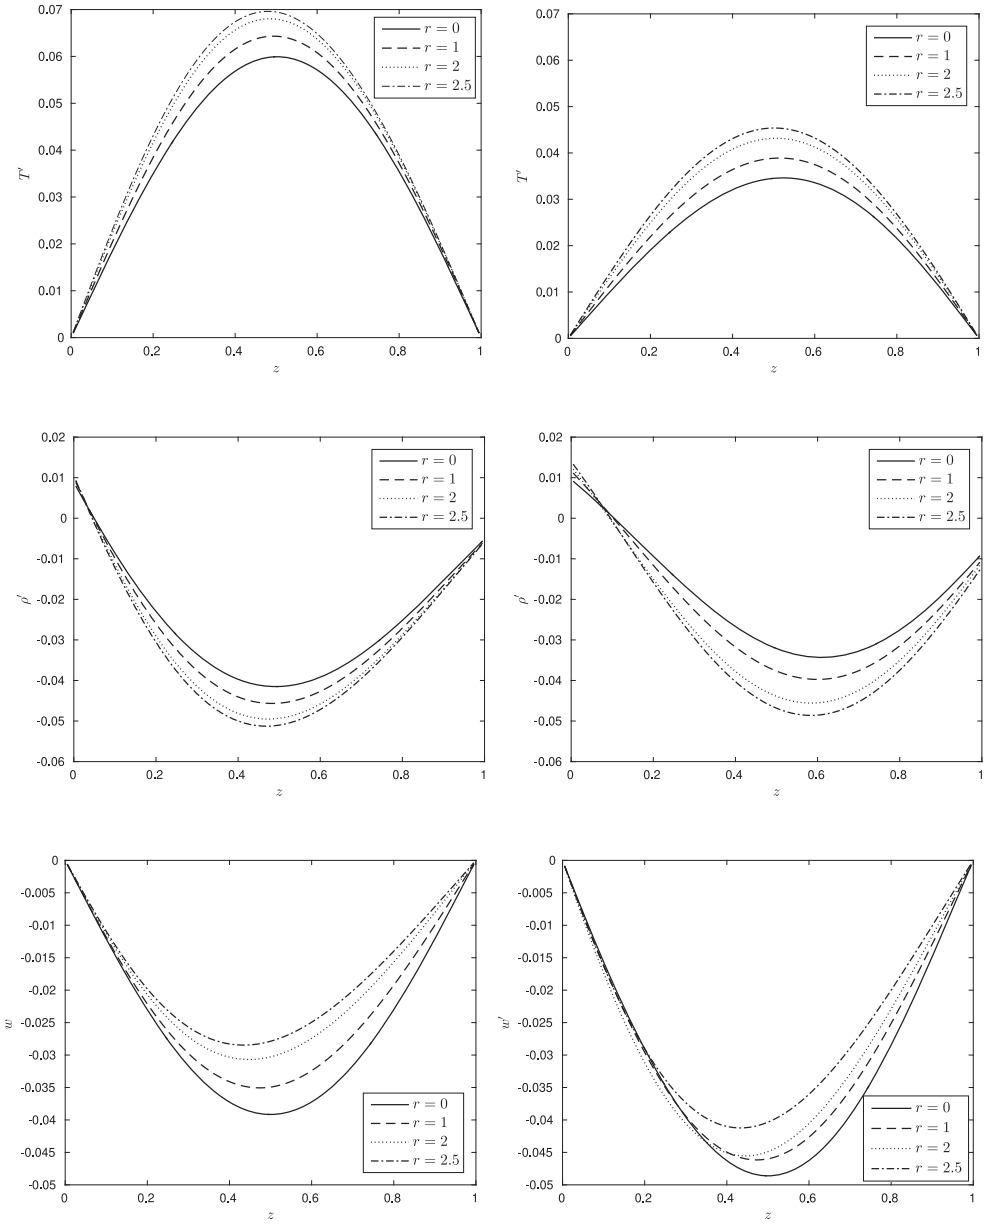 0.07
0.06
0.05
0.04
0.03
0.02
0.01
0
T′
0 0.2 0.4 0.6 0.8 1
z
r = 0
r = 1
r = 2
r = 2.5
0.07
0.06
0.05
0.04
0.03
0.02
0.01
0
T′
0 0.2 0.4 0.6 0.8 1
z
r = 0
r = 1
r = 2
r = 2.5
0.02
0.01
0
-0.01
-0.02
-0.03
-0.04
-0.05
-0.06
ρ′
0 0.2 0.4 0.6 0.8 1
z
r = 0
r = 1
r = 2
r = 2.5
0.02
0.01
0
-0.01
-0.02
-0.03
-0.04
-0.05
-0.06
ρ′
0 0.2 0.4 0.6 0.8 1
z
r = 0
r = 1
r = 2
r = 2.5
0
-0.005
-0.01
-0.015
-0.02
-0.025
-0.03
-0.035
-0.04
-0.045
-0.05
w
0 0.2 0.4 0.6 0.8 1
z
r = 0
r = 1
r = 2
r = 2.5
0
-0.005
-0.01
-0.015
-0.02
-0.025
-0.03
-0.035
-0.04
-0.045
-0.05
w′
0 0.2 0.4 0.6 0.8 1
z
r = 0
r = 1
r = 2
r = 2.5